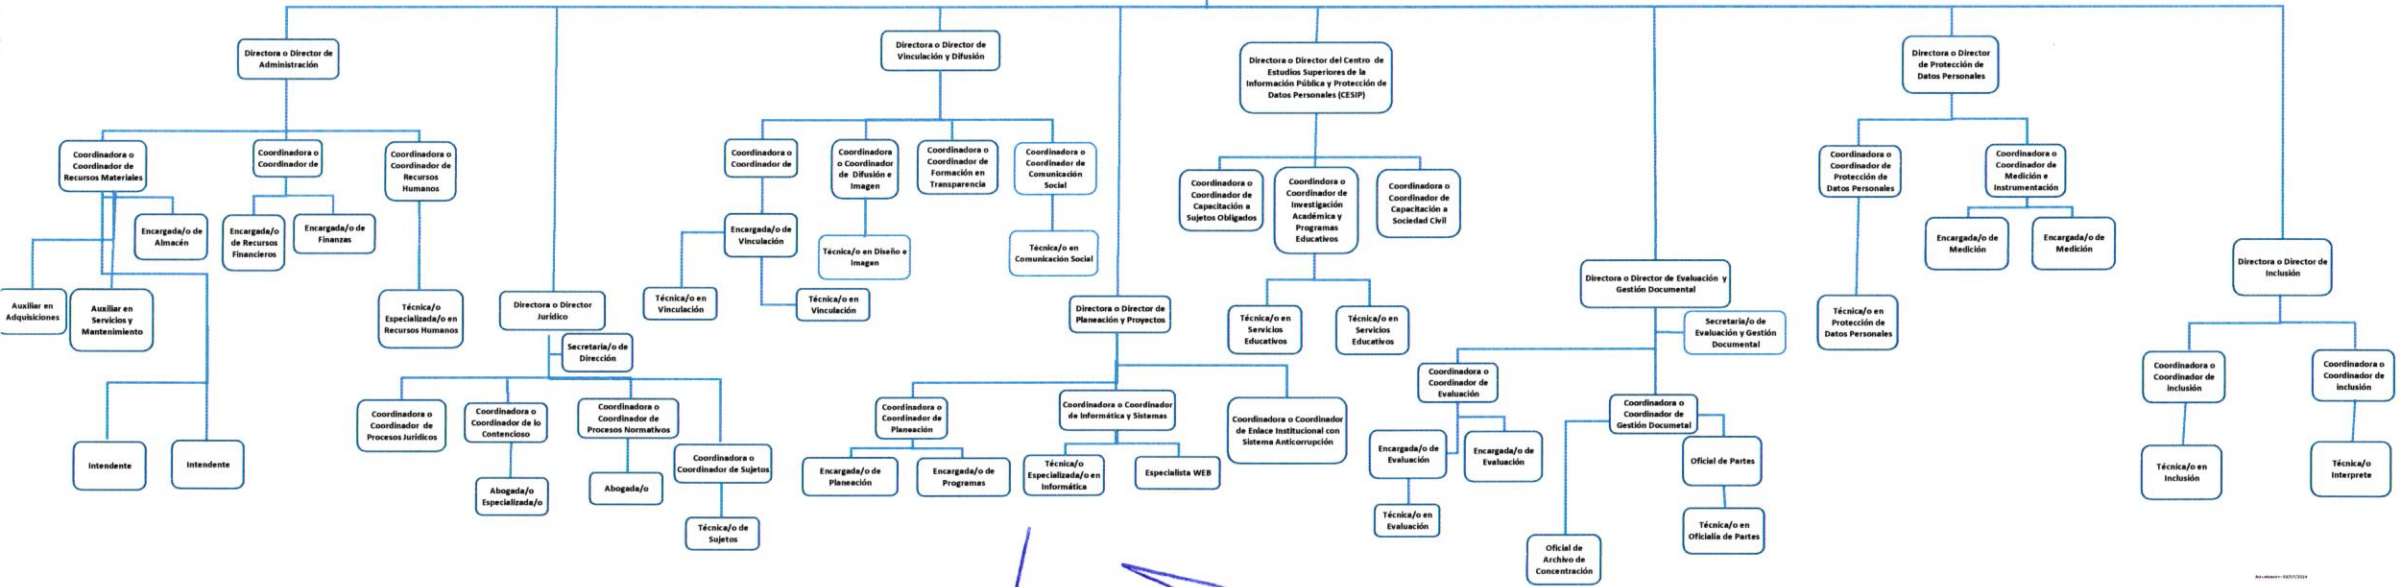 Directora o Director de
Administración
Coordinadora o
Coordinador de
Recursos Materiales
Encargada/o de
Almacén
Auxiliar en
Adquisiciones
Auxiliar en
Servicios y
Mantenimiento
Intendente
Intendente
Coordinadora o
Coordinador de
Encargada/o
de Recursos
Financieros
Encargada/o de
Finanzas
Coordinadora o
Coordinador de
Recursos
Humanos
Técnica/o
Especializada/o en
Recursos Humanos
Directora o Director
Jurídico
Secretaria/o de
Dirección
Coordinadora o
Coordinador de
Procesos Jurídicos
Coordinadora o
Coordinador de lo
Contencioso
Abogada/o
Especializada/o
Coordinadora o
Coordinador de
Procesos Normativos
Abogada/o
Coordinadora o
Coordinador de Sujetos
Técnica/o de
Sujetos
Directora o Director de
Vinculación y Difusión
Coordinadora o
Coordinador de
Encargada/o de
Vinculación
Técnica/o en
Vinculación
Técnica/o en
Vinculación
Coordinadora
o Coordinador
de Difusión e
Imagen
Técnica/o en Diseño e
Imagen
Coordinadora o
Coordinador de
Formación en
Transparencia
Coordinadora o
Coordinador de
Comunicación
Social
Técnica/o en
Comunicación Social
Directora o Director de
Planeación y Proyectos
Coordinadora o
Coordinador de
Planeación
Encargada/o de
Planeación
Encargada/o de
Programas
Coordinadora o Coordinador
de Informática y Sistemas
Técnica/o
Especializada/o en
Informática
Especialista WEB
Coordinadora o Coordinador
de Enlace Institucional con
Sistema Anticorrupción
Directora o Director del Centro de
Estudios Superiores de la
Información Pública y Protección de
Datos Personales (CESIP)
Coordinadora o
Coordinador de
Capacitación a
Sujetos Obligados
Coordindora o
Coordinador de
Investigación
Académica y
Programas
Educativos
Técnica/o en
Servicios
Educativos
Técnica/o en
Servicios
Educativos
Coordinadora o
Coordinador de
Capacitación a
Sociedad Civil
Directora o Director de Evaluación y
Gestión Documental
Secretaria/o de
Evaluación y Gestión
Documental
Coordinadora o
Coordinador de
Evaluación
Encargada/o de
Evaluación
Encargada/o de
Evaluación
Técnica/o en
Evaluación
Coordinadora o
Coordinador de
Gestión Documetal
Oficial de Partes
Técnica/o en
Oficialía de Partes
Oficial de
Archivo de
Concentración
Directora o Director
de Protección de
Datos Personales
Coordinadora o
Coordinador de
Protección de
Datos Personales
Técnica/o en
Protección de
Datos Personales
Coordinadora o
Coordinador de
Medición e
Instrumentación
Encargada/o de
Medición
Encargada/o de
Medición
Directora o Director de
Inclusión
Coordinadora o
Coordinador de
inclusión
Técnica/o en
Inclusión
Coordinadora o
Coordinador de
inclusión
Técnica/o
Interprete